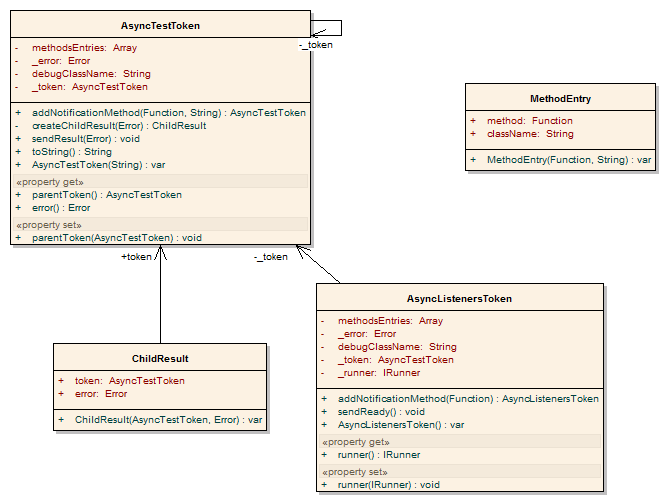 AsyncTestToken
- methodsEntries: Array
- _error: Error
- debugClassName: String
- _token: AsyncTestToken
+ addNotificationMethod(Function, String) : AsyncTestToken
- createChildResult(Error) : ChildResult
+ sendResult(Error) : void
+ toString() : String
+ AsyncTestToken(String) : var
«property get»
+ parentToken() : AsyncTestToken
+ error() : Error
«property set»
+ parentToken(AsyncTestToken) : void
-_token
MethodEntry
+ method: Function
+ className: String
+ MethodEntry(Function, String) : var
+token
-_token
ChildResult
+ token: AsyncTestToken
+ error: Error
+ ChildResult(AsyncTestToken, Error) : var
AsyncListenersToken
- methodsEntries: Array
- _error: Error
- debugClassName: String
- _token: AsyncTestToken
- _runner: IRunner
+ addNotificationMethod(Function) : AsyncListenersToken
+ sendReady() : void
+ AsyncListenersToken() : var
«property get»
+ runner() : IRunner
«property set»
+ runner(IRunner) : void